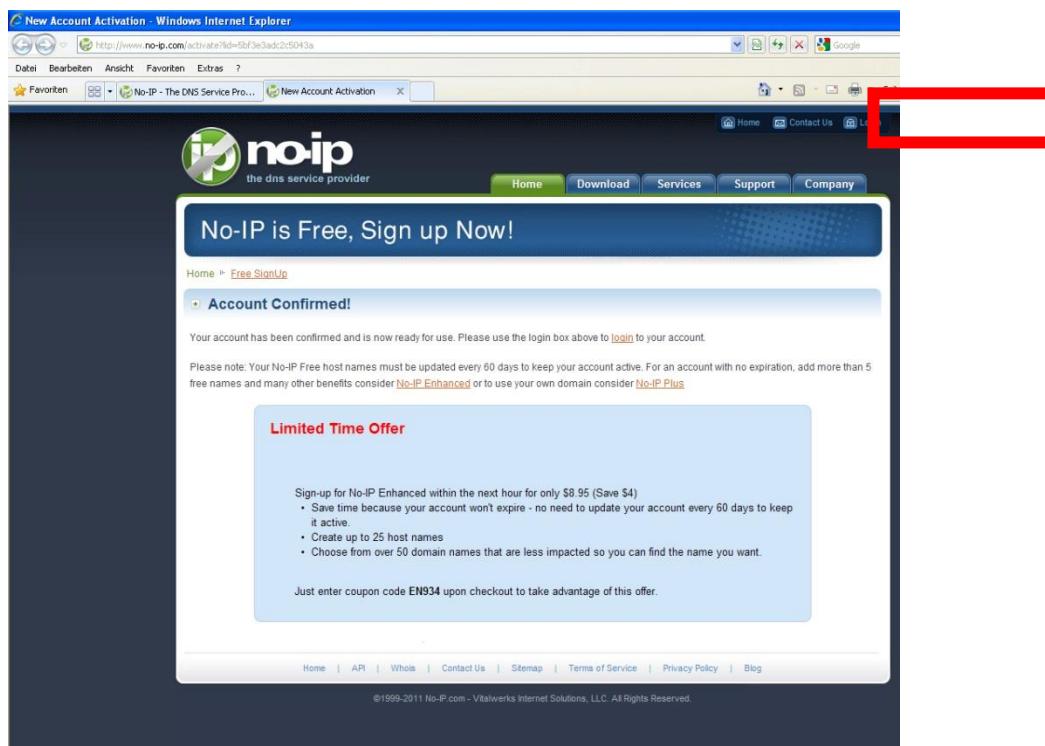 New Account Activation - Windows Internet Explorer
http://www.no-ip.com/activate?lid=5bf3e3adc2c5043a
Google
Datei Bearbeiten Ansicht Favoriten Extras ?
Favoriten
No-IP - The DNS Service Pro...
New Account Activation X
Home Contact Us
no-ip
the dns service provider
Home Download Services Support Company
No-IP is Free, Sign up Now!
Home Free SignUp
Account Confirmed!
Your account has been confirmed and is now ready for use. Please use the login box above to login to your account.
Please note: Your No-IP Free host names must be updated every 60 days to keep your account active. For an account with no expiration, add more than 5
free names and many other benefits consider No-IP Enhanced or to use your own domain consider No-IP Plus
Limited Time Offer
Sign-up for No-IP Enhanced within the next hour for only $8.95 (Save $4)
• Save time because your account won't expire - no need to update your account every 60 days to keep
it active.
• Create up to 25 host names
• Choose from over 50 domain names that are less impacted so you can find the name you want.
Just enter coupon code EN934 upon checkout to take advantage of this offer.
Home | API | Whois | Contact Us | Sitemap | Terms of Service | Privacy Policy | Blog
©1999-2011 No-IP.com - Vitalwerks Internet Solutions, LLC. All Rights Reserved.